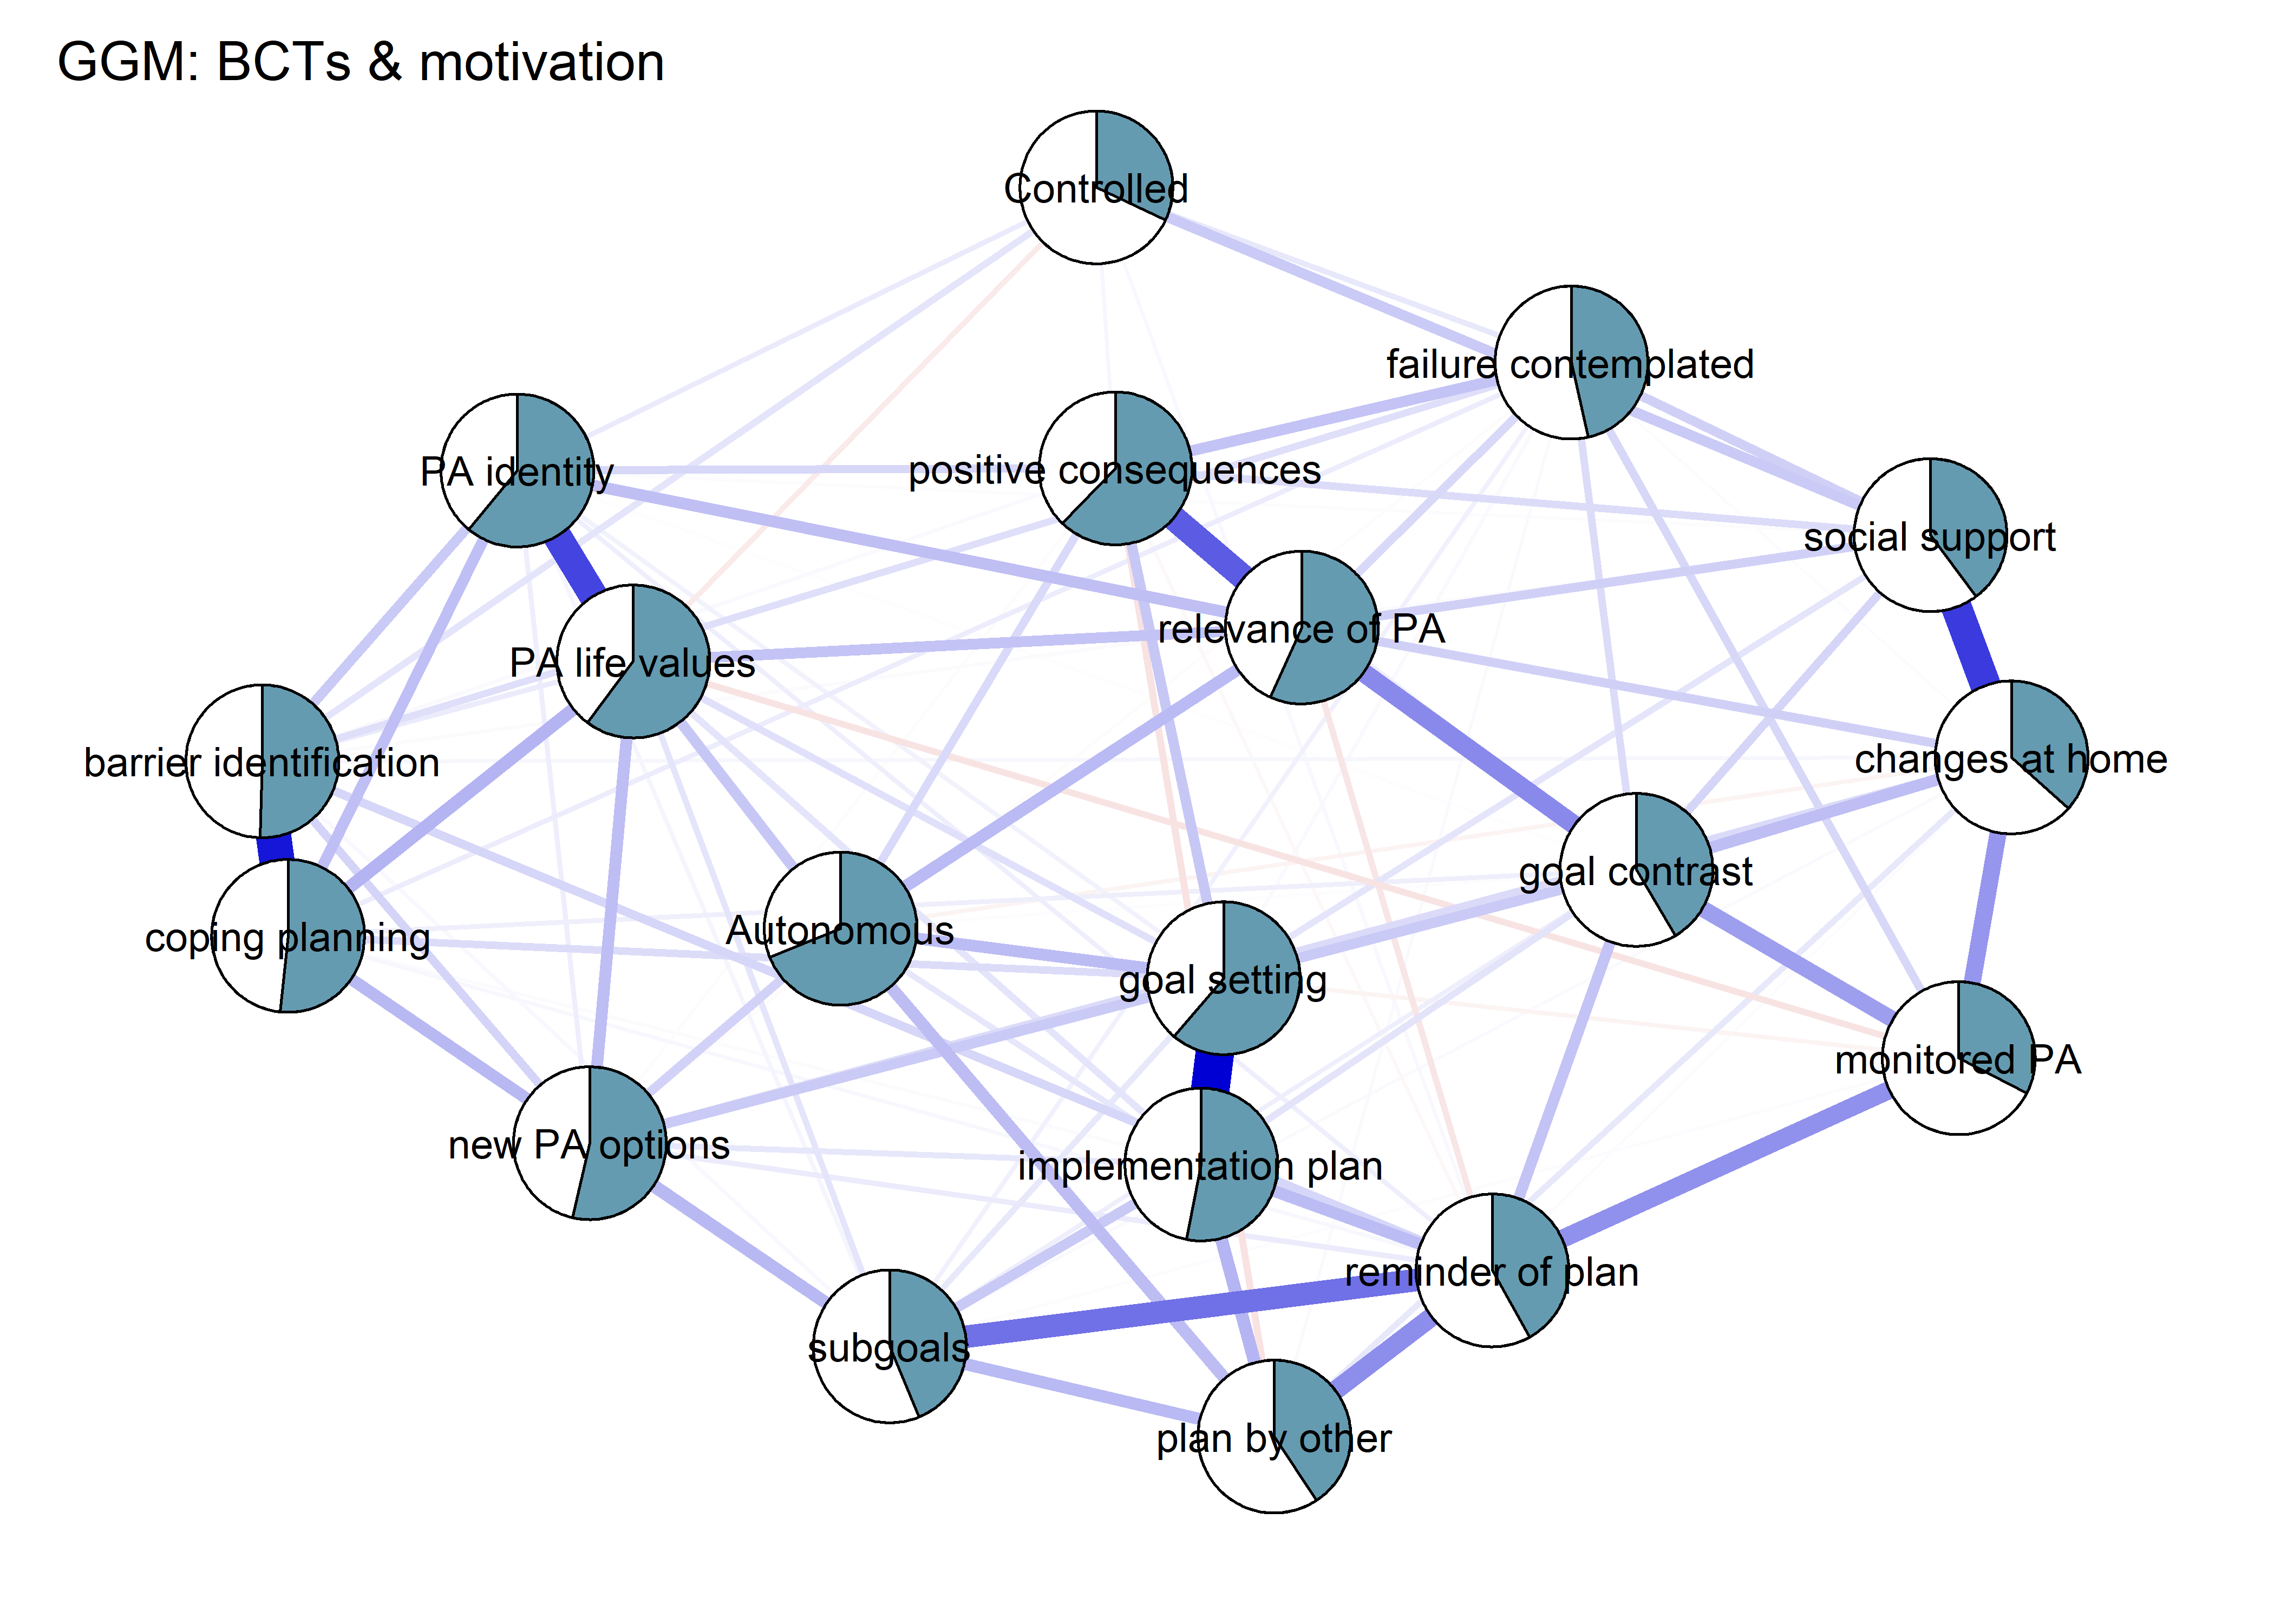 GGM: BCTs & motivation
Controlled
failure contemplated
PA identity
positive consequences
social support
relevance of PA
PA life values
barrier identification
changes at home
goal contrast
Autonomous
coping planning
goal setting
monitored PA
new PA options
implementation plan
reminder of plan
subgoals
plan by other